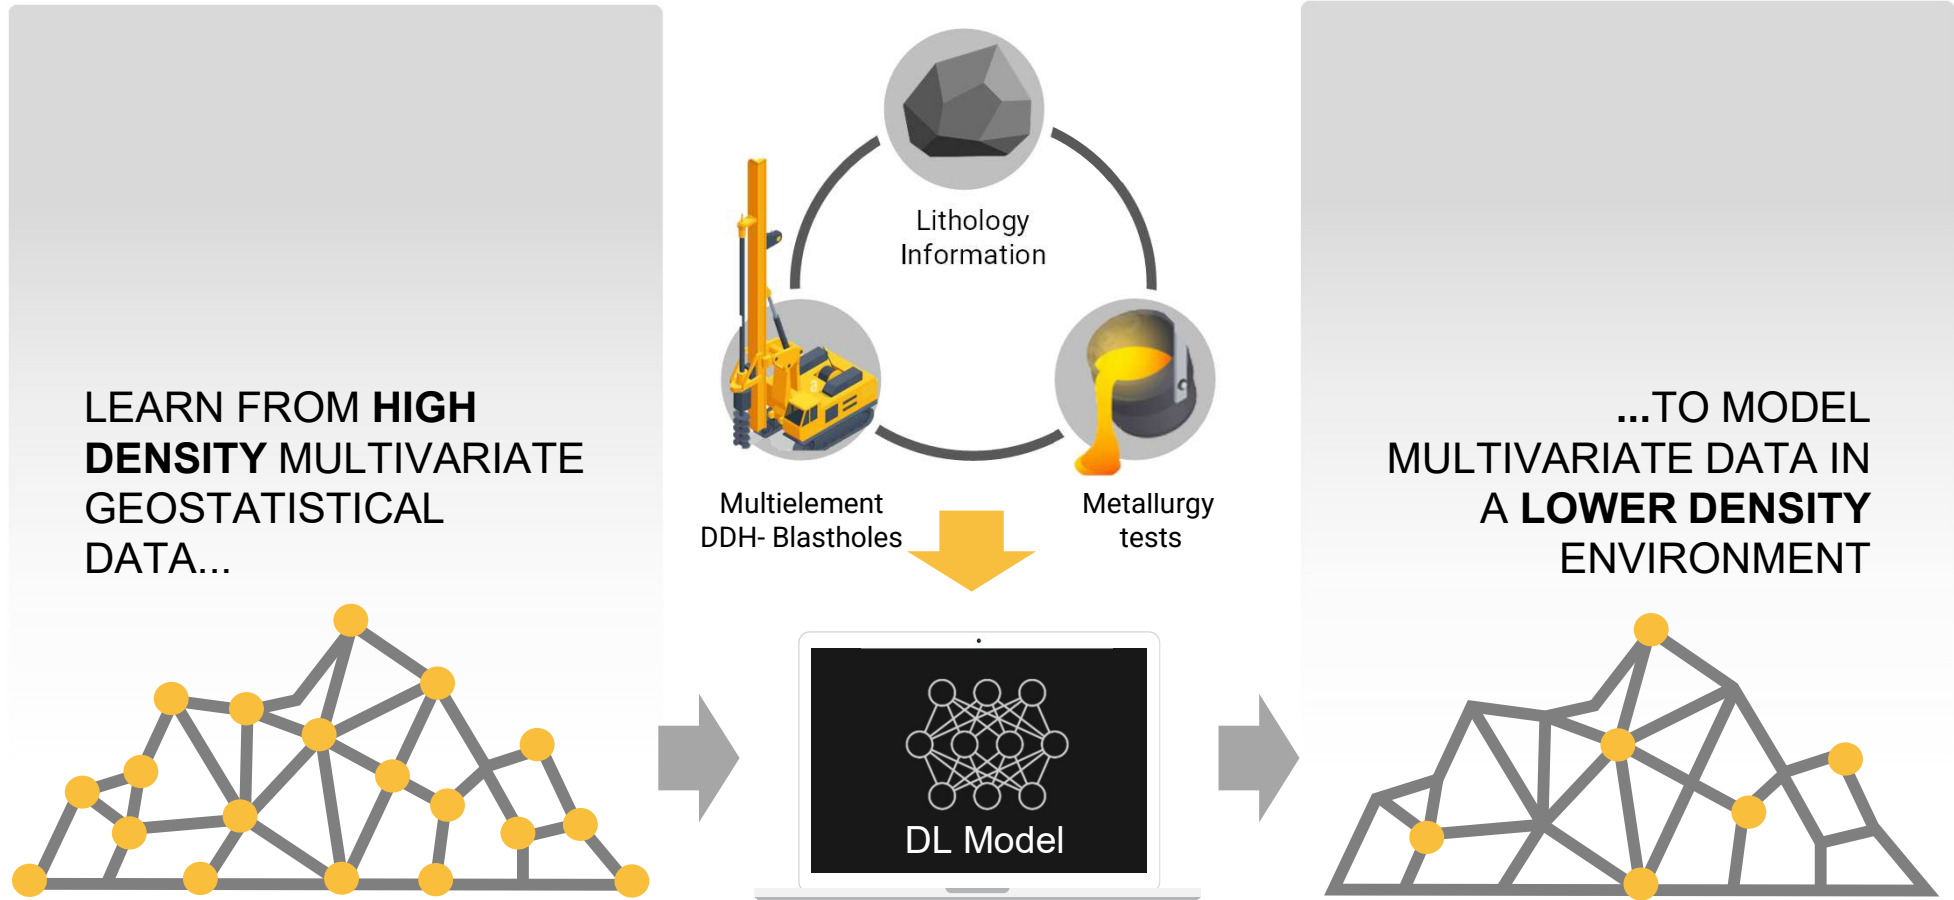 LEARN FROM HIGH
DENSITY MULTIVARIATE
GEOSTATISTICAL
DATA...
Lithology
Information
Multielement
DDH- Blastholes
Metallurgy
tests
DL Model
...TO MODEL
MULTIVARIATE DATA IN
A LOWER DENSITY
ENVIRONMENT